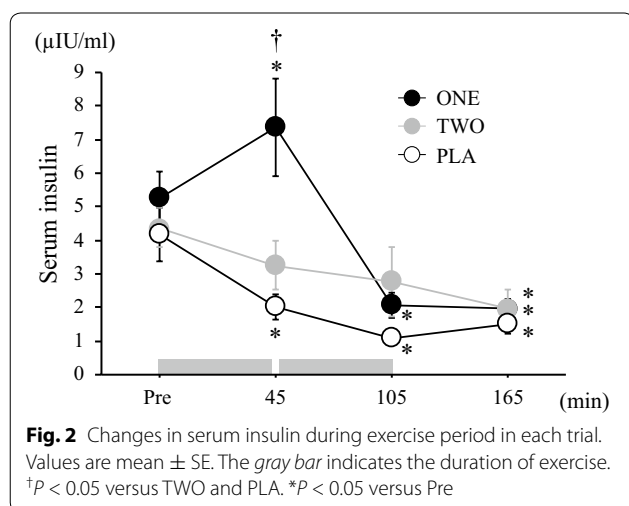 (µIU/ml)
†
*
9
8
7
6
5
4
3
2
1
0
Serum insulin
ONE
TWO
PLA
*
*
*
*
*
*
Pre 45 105 165 (min)
Fig. 2 Changes in serum insulin during exercise period in each trial.
Values are mean ± SE. The gray bar indicates the duration of exercise.
†P < 0.05 versus TWO and PLA. *P < 0.05 versus Pre